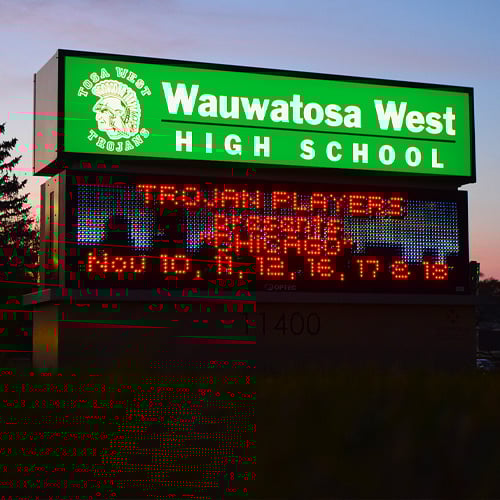 TOSA WEST
TROJANS
Wauwatosa West
HIGH SCHOOL
TROJAN PLAYERS
PRESENTS
"CHICAGO"
Nov 10, 11, 12, 16, 17 & 18
OPTEC
11400